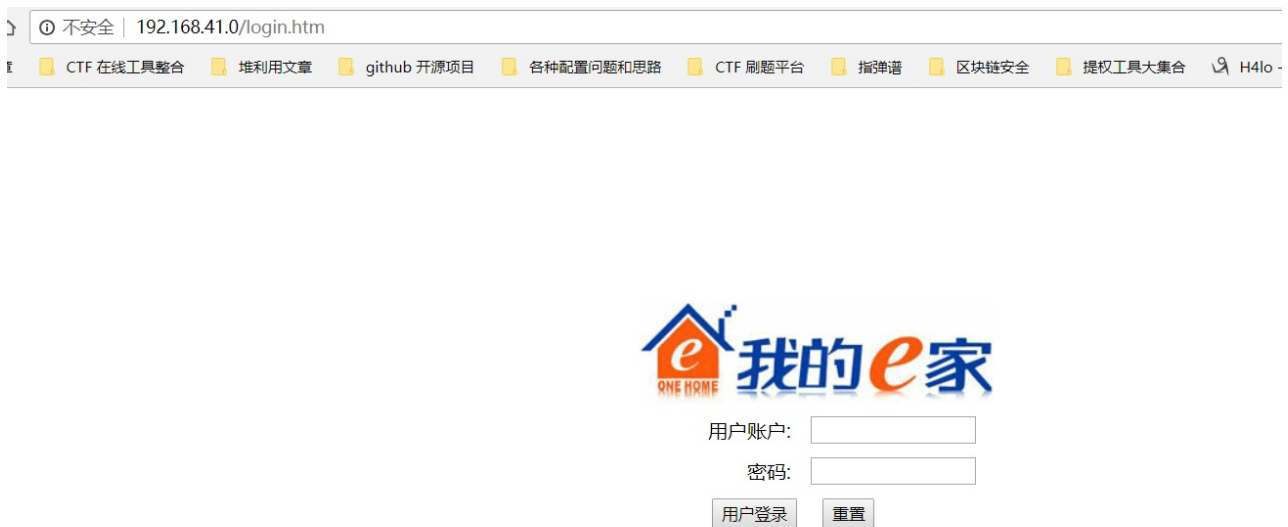 不安全 | 192.168.41.0/login.htm
CTF 在线工具整合 堆利用文章 github 开源项目 各种配置问题和思路 CTF 刷题平台 指弹谱 区块链安全 提权工具大集合 H4lo -
e 我的e家
ONE HOME
用户账户:
密码:
用户登录 重置